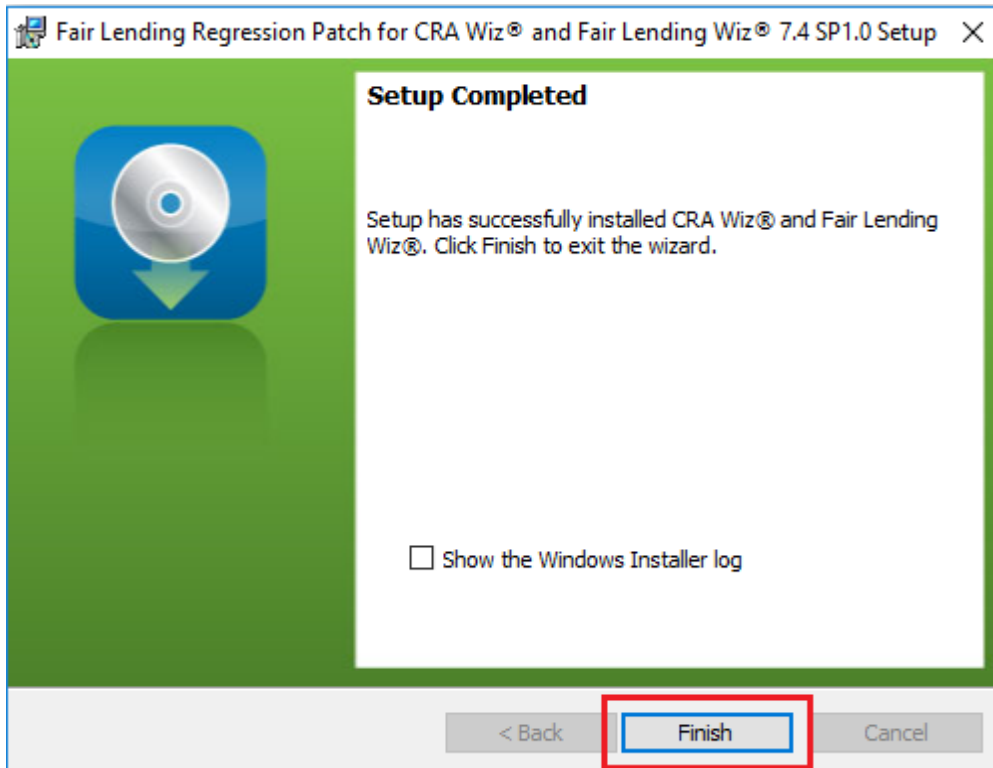 Fair Lending Regression Patch for CRA Wiz® and Fair Lending Wiz® 7.4 SP1.0 Setup
Setup Completed
Setup has successfully installed CRA Wiz® and Fair Lending
Wiz®. Click Finish to exit the wizard.
Show the Windows Installer log
< Back Finish Cancel